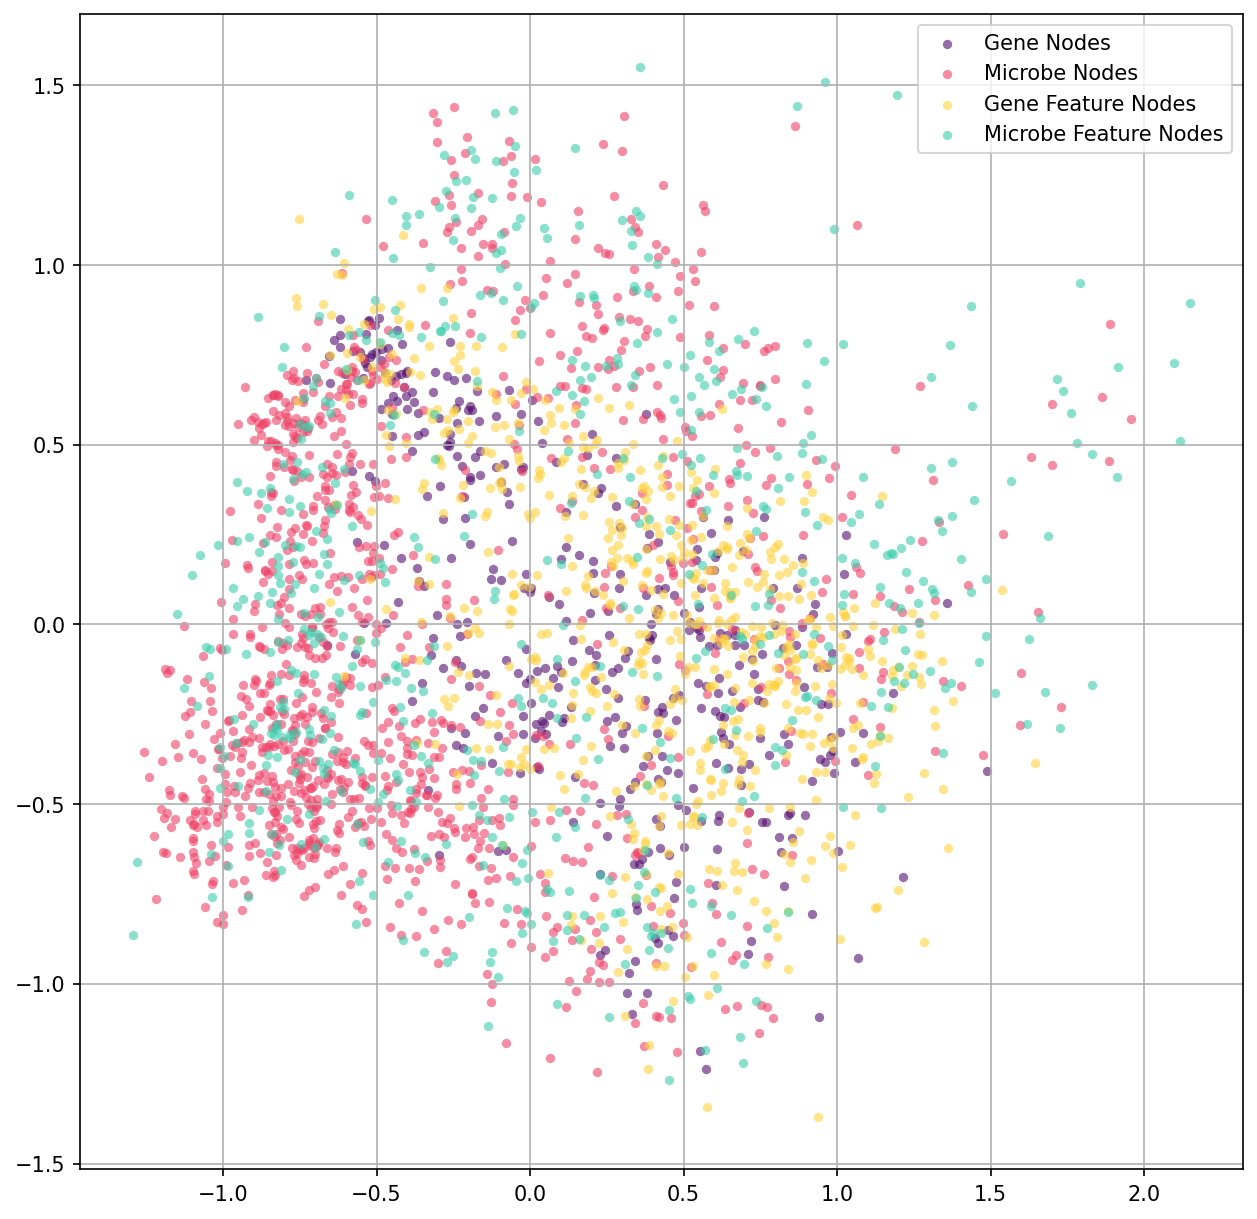 Gene Nodes
Microbe Nodes
Gene Feature Nodes
Microbe Feature Nodes
1.5
1.0
0.5
0.0
−0.5
−1.0
−1.5
−1.0 −0.5 0.0 0.5 1.0 1.5 2.0